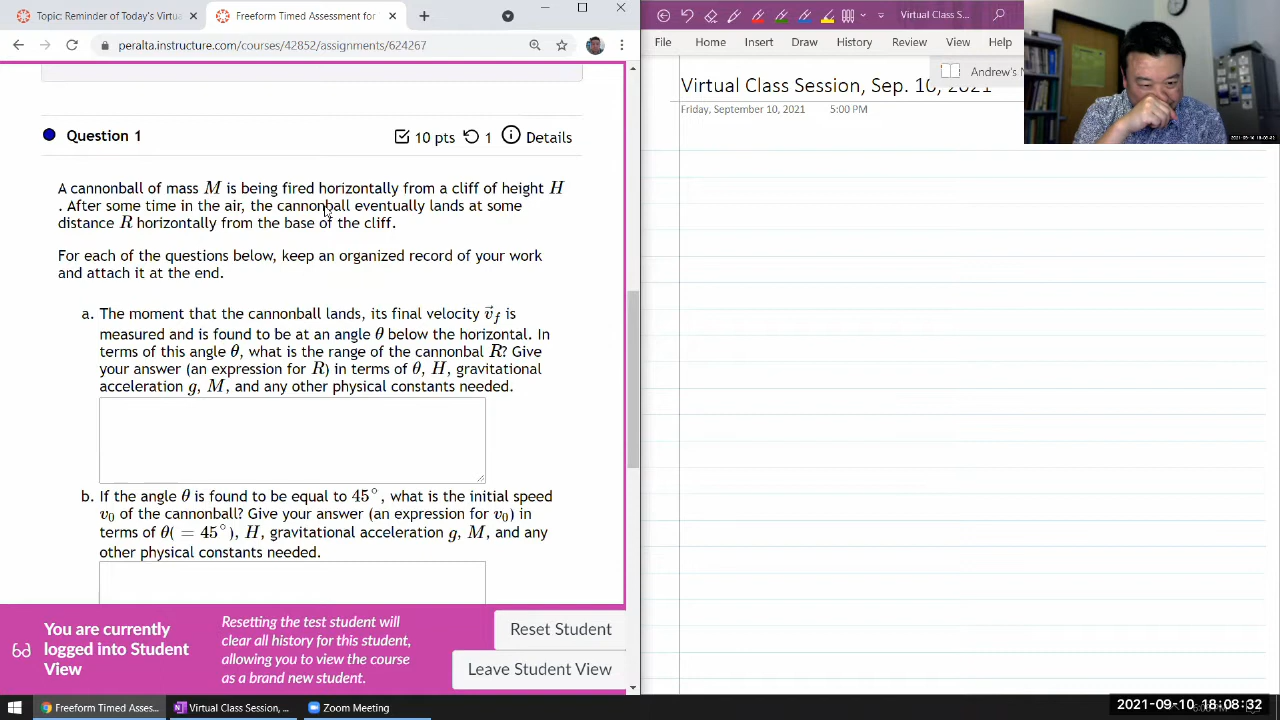 Topic: Reminder of Today's Virtu
Freeform Timed Assessment for
peralta.instructure.com/courses/42852/assignments/624267
Virtual Class S...
File Home Insert Draw History Review View Help
Andrew's N
Virtual Class Session, Sep. 10, 2021
Friday, September 10, 2021 5:00 PM
2021-09-10 18:08:32
Question 1
10 pts 1 Details
A cannonball of mass M is being fired horizontally from a cliff of height H
. After some time in the air, the cannonball eventually lands at some
distance R horizontally from the base of the cliff.
For each of the questions below, keep an organized record of your work
and attach it at the end.
a. The moment that the cannonball lands, its final velocity v⃗f is
measured and is found to be at an angle θ below the horizontal. In
terms of this angle θ, what is the range of the cannonbal R? Give
your answer (an expression for R) in terms of θ, H, gravitational
acceleration g, M, and any other physical constants needed.
b. If the angle θ is found to be equal to 45°, what is the initial speed
v0 of the cannonball? Give your answer (an expression for v0) in
terms of θ( = 45°), H, gravitational acceleration g, M, and any
other physical constants needed.
You are currently
logged into Student
View
Resetting the test student will
clear all history for this student,
allowing you to view the course
as a brand new student.
Reset Student
Leave Student View
Freeform Timed Asses...
Virtual Class Session, ...
Zoom Meeting
2021-09-10 18:08:32